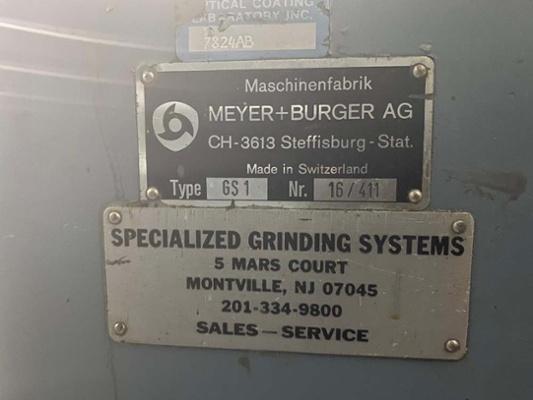 COATING
LABORATORY INC.
7824AB
Maschinenfabrik
MEYER+BURGER AG
CH-3613 Steffisburg-Stat.
Made in Switzerland
Type GS1 Nr. 16/411
SPECIALIZED GRINDING SYSTEMS
5 MARS COURT
MONTVILLE, NJ 07045
201-334-9800
SALES—SERVICE